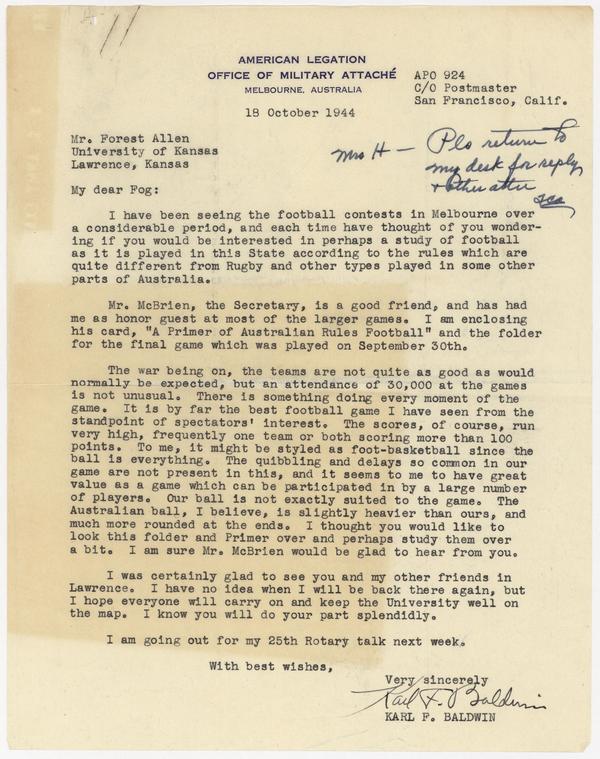 AMERICAN LEGATION
OFFICE OF MILITARY ATTACHÉ
MELBOURNE, AUSTRALIA
APO 924
C/O Postmaster
San Francisco, Calif.
18 October 1944
Mr. Forest Allen
University of Kansas
Lawrence, Kansas
Mrs H — Pls return to
my desk for reply
+ other
My dear Fog:
I have been seeing the football contests in Melbourne over
a considerable period, and each time have thought of you wonder-
ing if you would be interested in perhaps a study of football
as it is played in this State according to the rules which are
quite different from Rugby and other types played in some other
parts of Australia.
Mr. McBrien, the Secretary, is a good friend, and has had
me as honor guest at most of the larger games. I am enclosing
his card, "A Primer of Australian Rules Football" and the folder
for the final game which was played on September 30th.
The war being on, the teams are not quite as good as would
normally be expected, but an attendance of 30,000 at the games
is not unusual. There is something doing every moment of the
game. It is by far the best football game I have seen from the
standpoint of spectators' interest. The scores, of course, run
very high, frequently one team or both scoring more than 100
points. To me, it might be styled as foot-basketball since the
ball is everything. The quibbling and delays so common in our
game are not present in this, and it seems to me to have great
value as a game which can be participated in by a large number
of players. Our ball is not exactly suited to the game. The
Australian ball, I believe, is slightly heavier than ours, and
much more rounded at the ends. I thought you would like to
look this folder and Primer over and perhaps study them over
a bit. I am sure Mr. McBrien would be glad to hear from you.
I was certainly glad to see you and my other friends in
Lawrence. I have no idea when I will be back there again, but
I hope everyone will carry on and keep the University well on
the map. I know you will do your part splendidly.
I am going out for my 25th Rotary talk next week.
With best wishes,
Very sincerely
Karl F. Baldwin
KARL F. BALDWIN